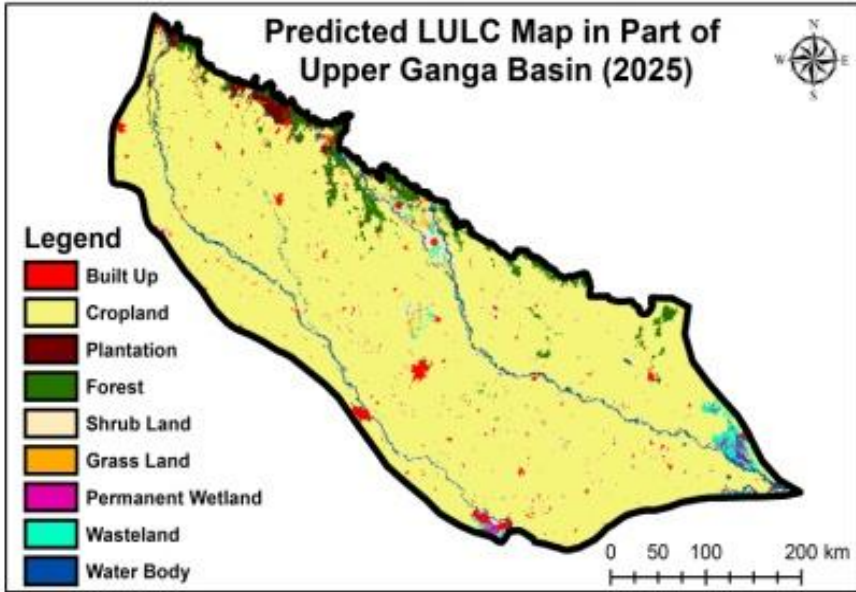 Predicted LULC Map in Part of
Upper Ganga Basin (2025)
N
W E
S
Legend
Built Up
Cropland
Plantation
Forest
Shrub Land
Grass Land
Permanent Wetland
Wasteland
Water Body
0 50 100 200 km